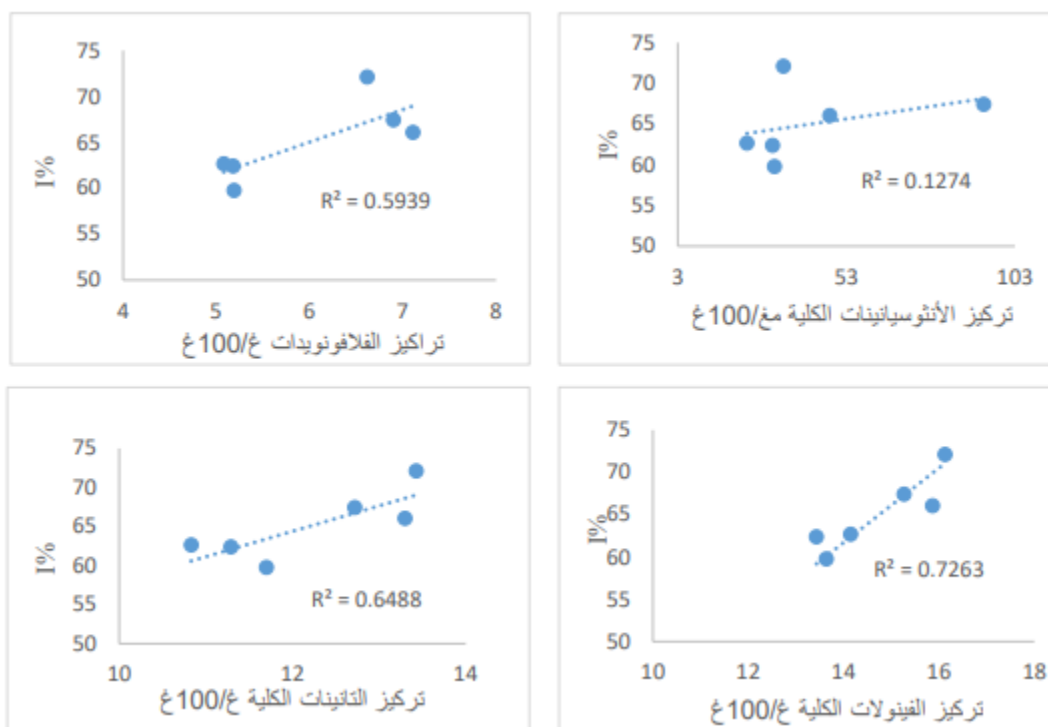 75
70
65
60
55
50
I%
R² = 0.5939
4 5 6 7 8
تراكيز الفلافونويدات غ/100غ
75
70
65
60
55
50
I%
R² = 0.1274
3 53 103
تركيز الأنثوسيانينات الكلية مغ/100غ
75
70
65
60
55
50
I%
R² = 0.6488
10 12 14
تركيز التانينات الكلية غ/100غ
75
70
65
60
55
50
I%
R² = 0.7263
10 12 14 16 18
تركيز الفينولات الكلية غ/100غ